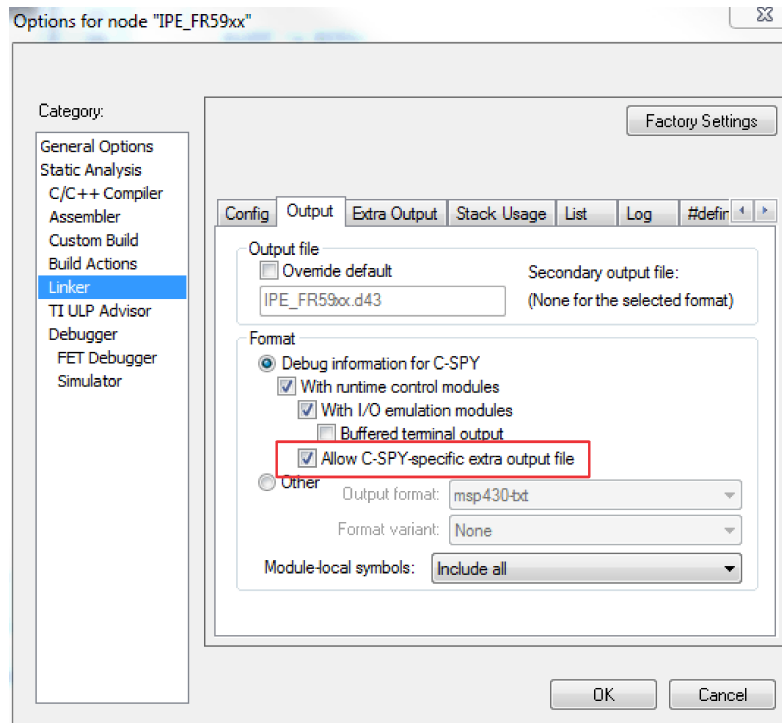 Options for node "IPE_FR59xx"
Category:
General Options
Static Analysis
C/C++ Compiler
Assembler
Custom Build
Build Actions
Linker
TI ULP Advisor
Debugger
FET Debugger
Simulator
Factory Settings
Config Output Extra Output Stack Usage List Log #defin
Output file
Override default
Secondary output file:
IPE_FR59xx.d43
(None for the selected format)
Format
Debug information for C-SPY
With runtime control modules
With I/O emulation modules
Buffered terminal output
Allow C-SPY-specific extra output file
Other
Output format: msp430-txt
Format variant: None
Module-local symbols: Include all
OK Cancel